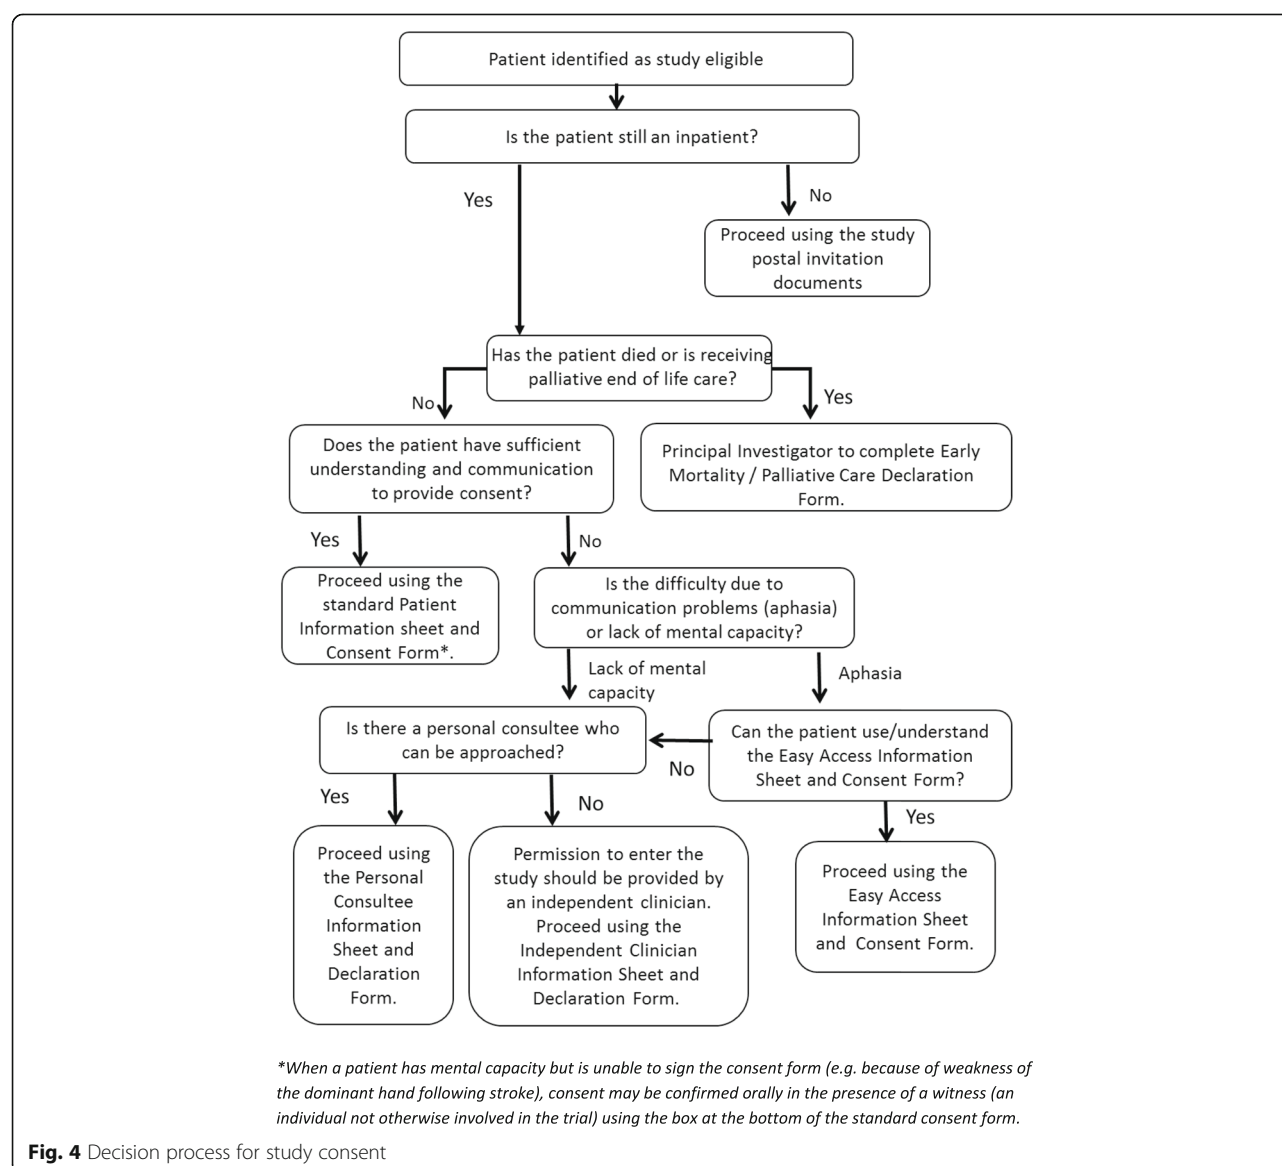 Patient identified as study eligible
Is the patient still an inpatient?
Yes
No
Proceed using the study
postal invitation
documents
Has the patient died or is receiving
palliative end of life care?
No
Yes
Does the patient have sufficient
understanding and communication
to provide consent?
Principal Investigator to complete Early
Mortality / Palliative Care Declaration
Form.
Yes
No
Proceed using the
standard Patient
Information sheet and
Consent Form*.
Is the difficulty due to
communication problems (aphasia)
or lack of mental capacity?
Lack of mental
capacity
Aphasia
Is there a personal consultee who
can be approached?
Can the patient use/understand
the Easy Access Information
Sheet and Consent Form?
No
Yes
No
Yes
Proceed using
the Personal
Consultee
Information
Sheet and
Declaration
Form.
Permission to enter the
study should be provided by
an independent clinician.
Proceed using the
Independent Clinician
Information Sheet and
Declaration Form.
Proceed using the
Easy Access
Information Sheet
and Consent Form.
*When a patient has mental capacity but is unable to sign the consent form (e.g. because of weakness of
the dominant hand following stroke), consent may be confirmed orally in the presence of a witness (an
individual not otherwise involved in the trial) using the box at the bottom of the standard consent form.
Fig. 4 Decision process for study consent